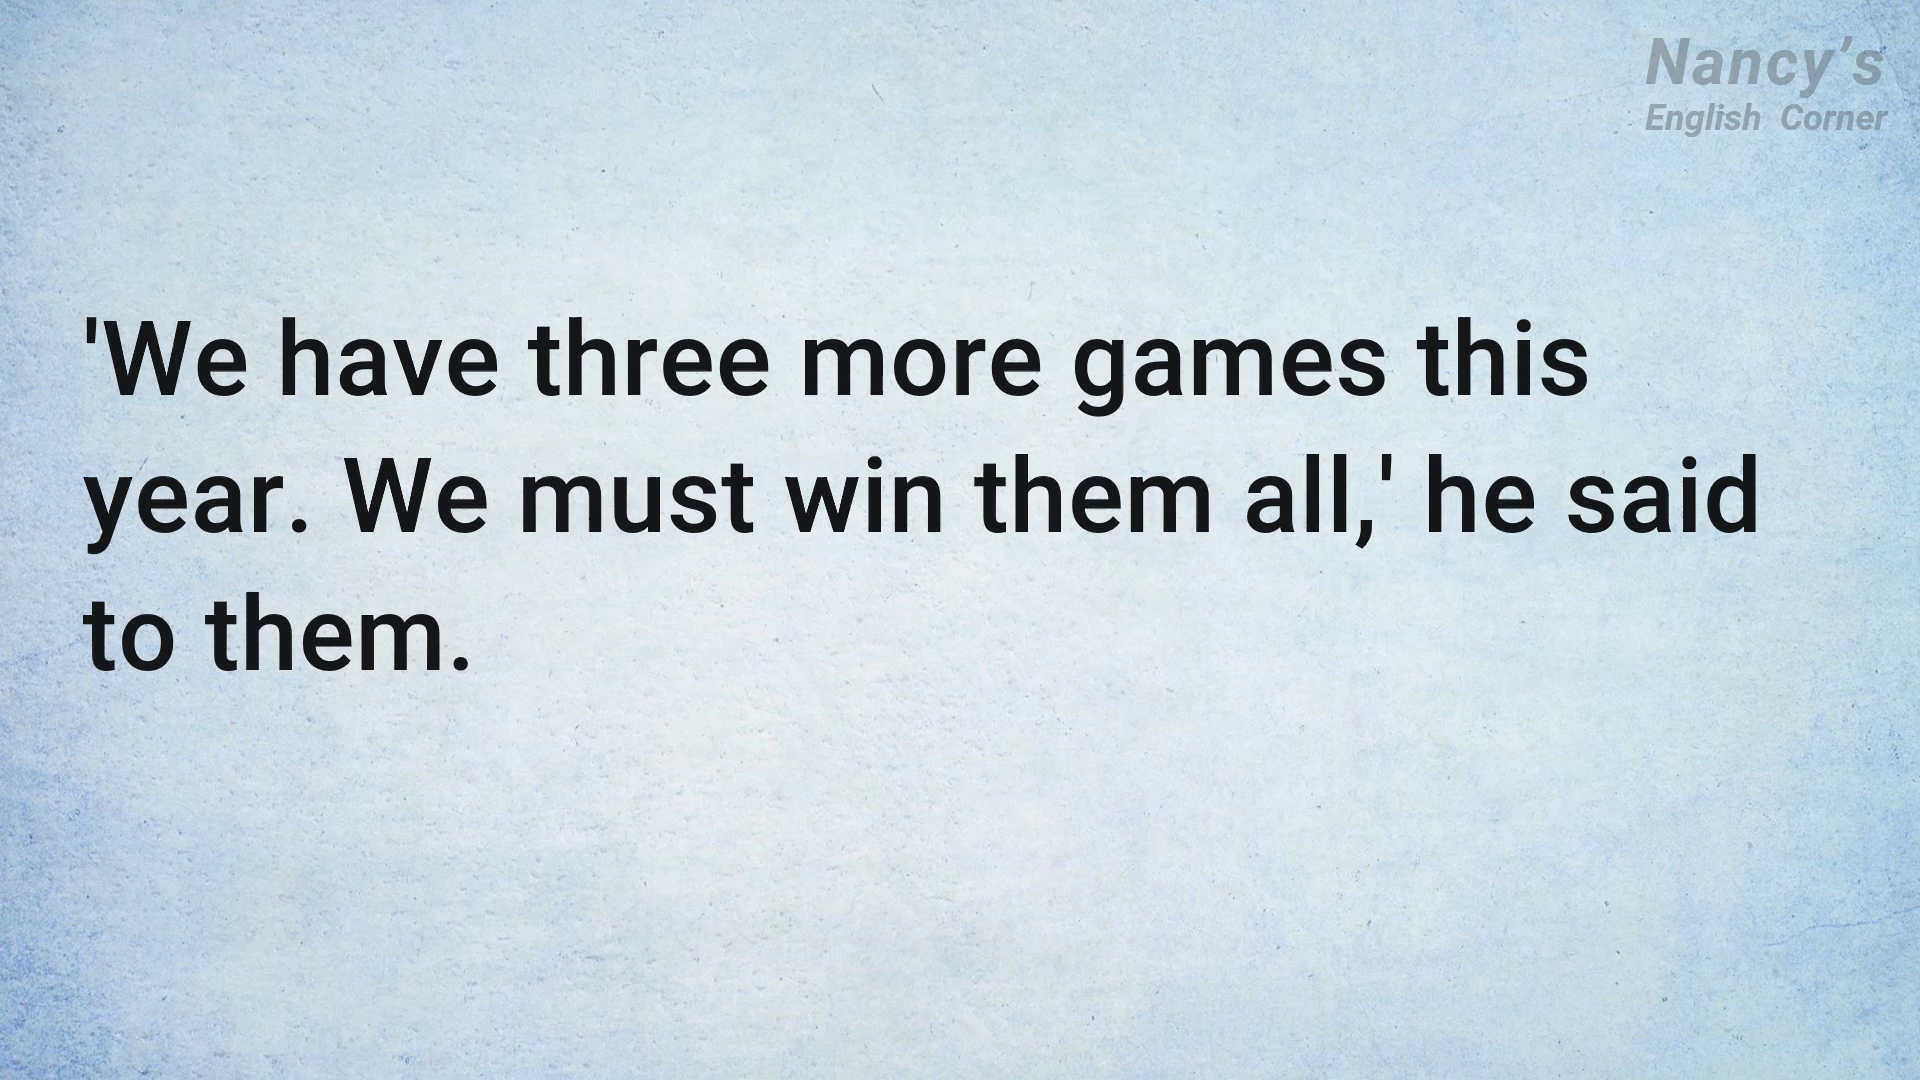 Nancy’s
English Corner
'We have three more games this
year. We must win them all,' he said
to them.